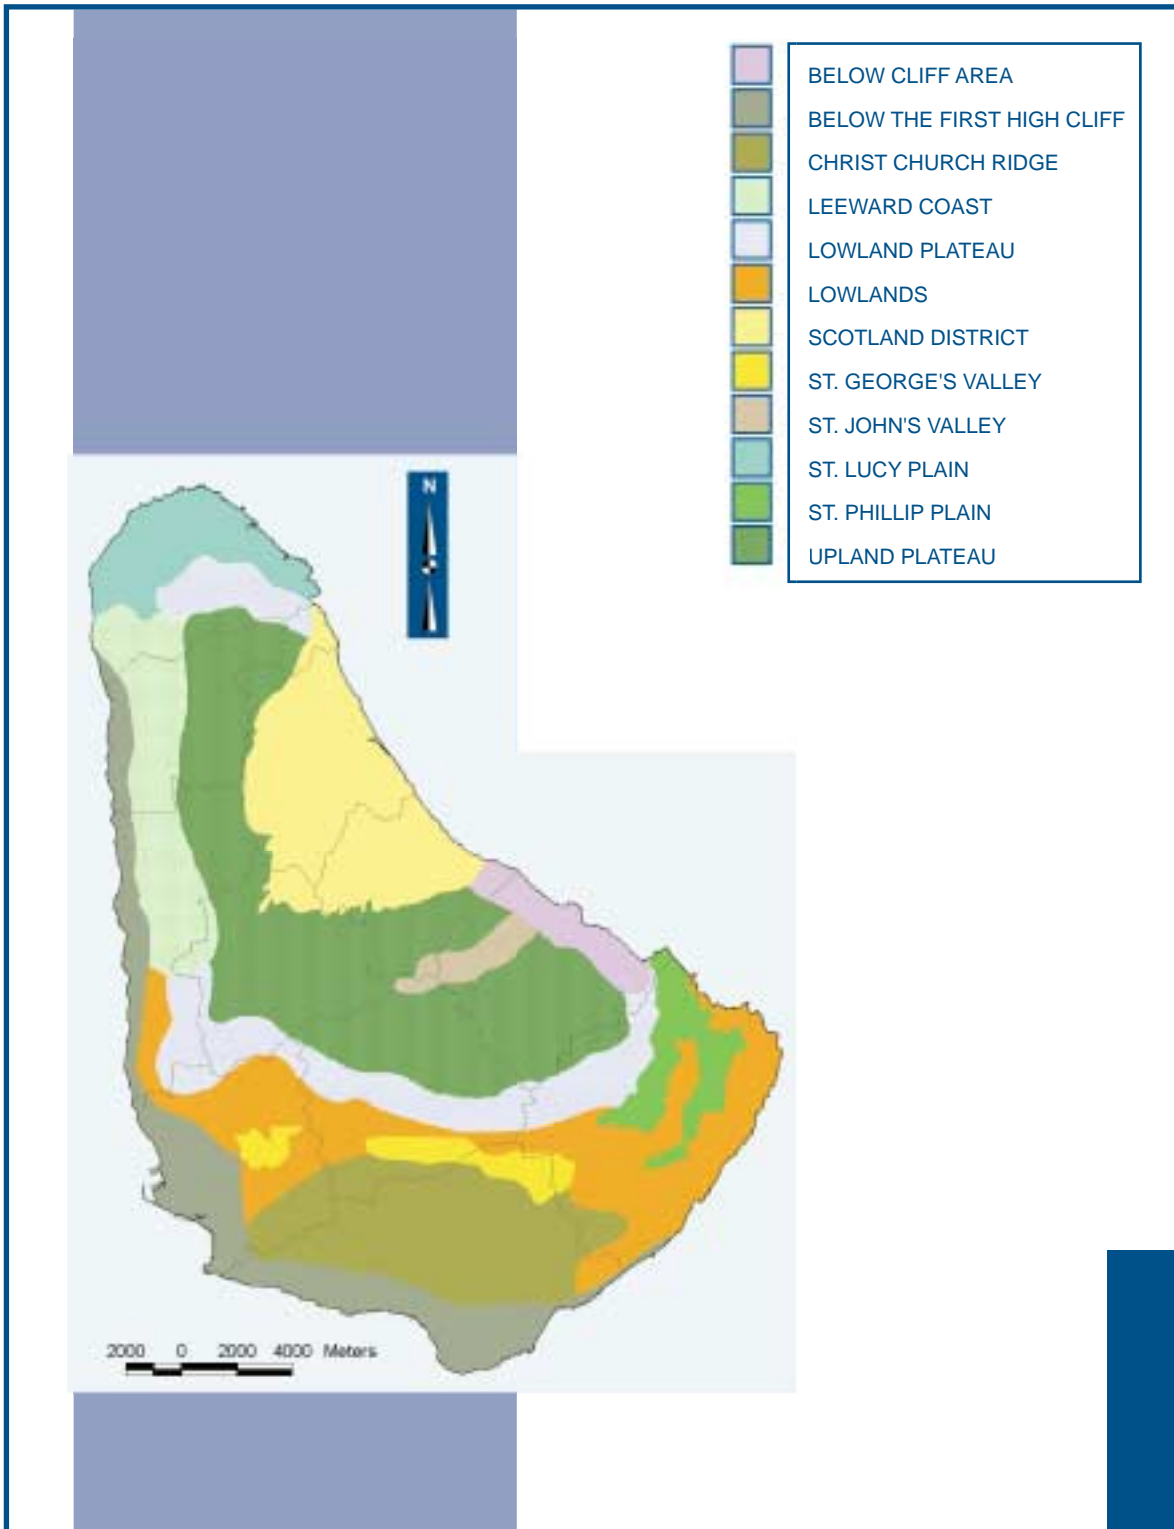 BELOW CLIFF AREA
BELOW THE FIRST HIGH CLIFF
CHRIST CHURCH RIDGE
LEEWARD COAST
LOWLAND PLATEAU
LOWLANDS
SCOTLAND DISTRICT
ST. GEORGE'S VALLEY
ST. JOHN'S VALLEY
ST. LUCY PLAIN
ST. PHILLIP PLAIN
UPLAND PLATEAU
N
2000 0 2000 4000 Meters